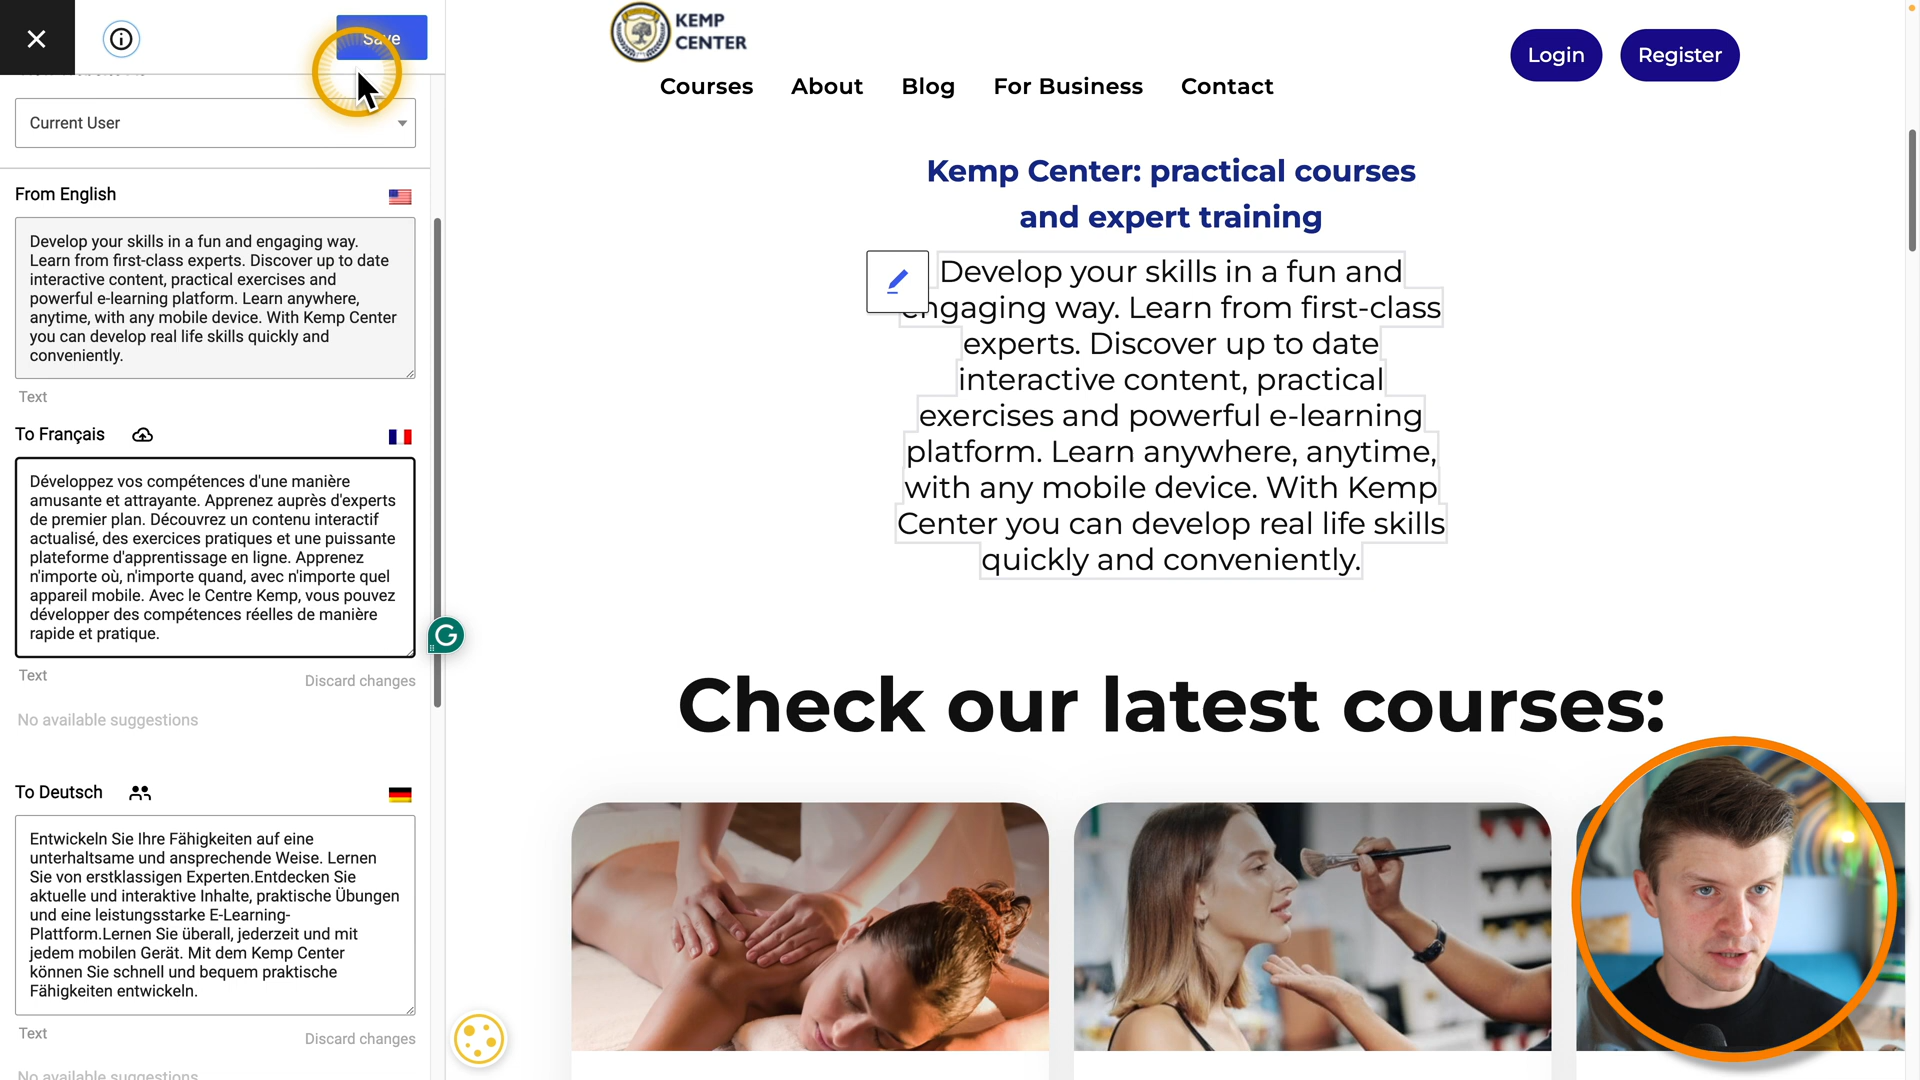 Save
Current User
From English
Develop your skills in a fun and engaging way.
Learn from first-class experts. Discover up to date
interactive content, practical exercises and
powerful e-learning platform. Learn anywhere,
anytime, with any mobile device. With Kemp Center
you can develop real life skills quickly and
conveniently.
Text
To Français
Développez vos compétences d'une manière
amusante et attrayante. Apprenez auprès d'experts
de premier plan. Découvrez un contenu interactif
actualisé, des exercices pratiques et une puissante
plateforme d'apprentissage en ligne. Apprenez
n'importe où, n'importe quand, avec n'importe quel
appareil mobile. Avec le Centre Kemp, vous pouvez
développer des compétences réelles de manière
rapide et pratique.
Text
Discard changes
No available suggestions
To Deutsch
Entwickeln Sie Ihre Fähigkeiten auf eine
unterhaltsame und ansprechende Weise. Lernen
Sie von erstklassigen Experten.Entdecken Sie
aktuelle und interaktive Inhalte, praktische Übungen
und eine leistungsstarke E-Learning-
Plattform.Lernen Sie überall, jederzeit und mit
jedem mobilen Gerät. Mit dem Kemp Center
können Sie schnell und bequem praktische
Fähigkeiten entwickeln.
Text
Discard changes
No available suggestions
KEMP
CENTER
Login
Register
Courses
About
Blog
For Business
Contact
Kemp Center: practical courses
and expert training
Develop your skills in a fun and
engaging way. Learn from first-class
experts. Discover up to date
interactive content, practical
exercises and powerful e-learning
platform. Learn anywhere, anytime,
with any mobile device. With Kemp
Center you can develop real life skills
quickly and conveniently.
Check our latest courses: